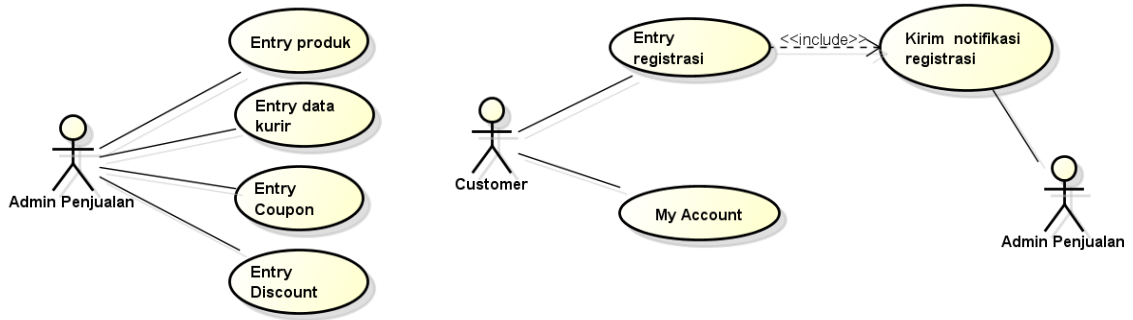 Entry produk
Entry data
kurir
Entry
Coupon
Entry
Discount
Admin Penjualan
Entry
registrasi
<<include>>
Kirim notifikasi
registrasi
Customer
My Account
Admin Penjualan